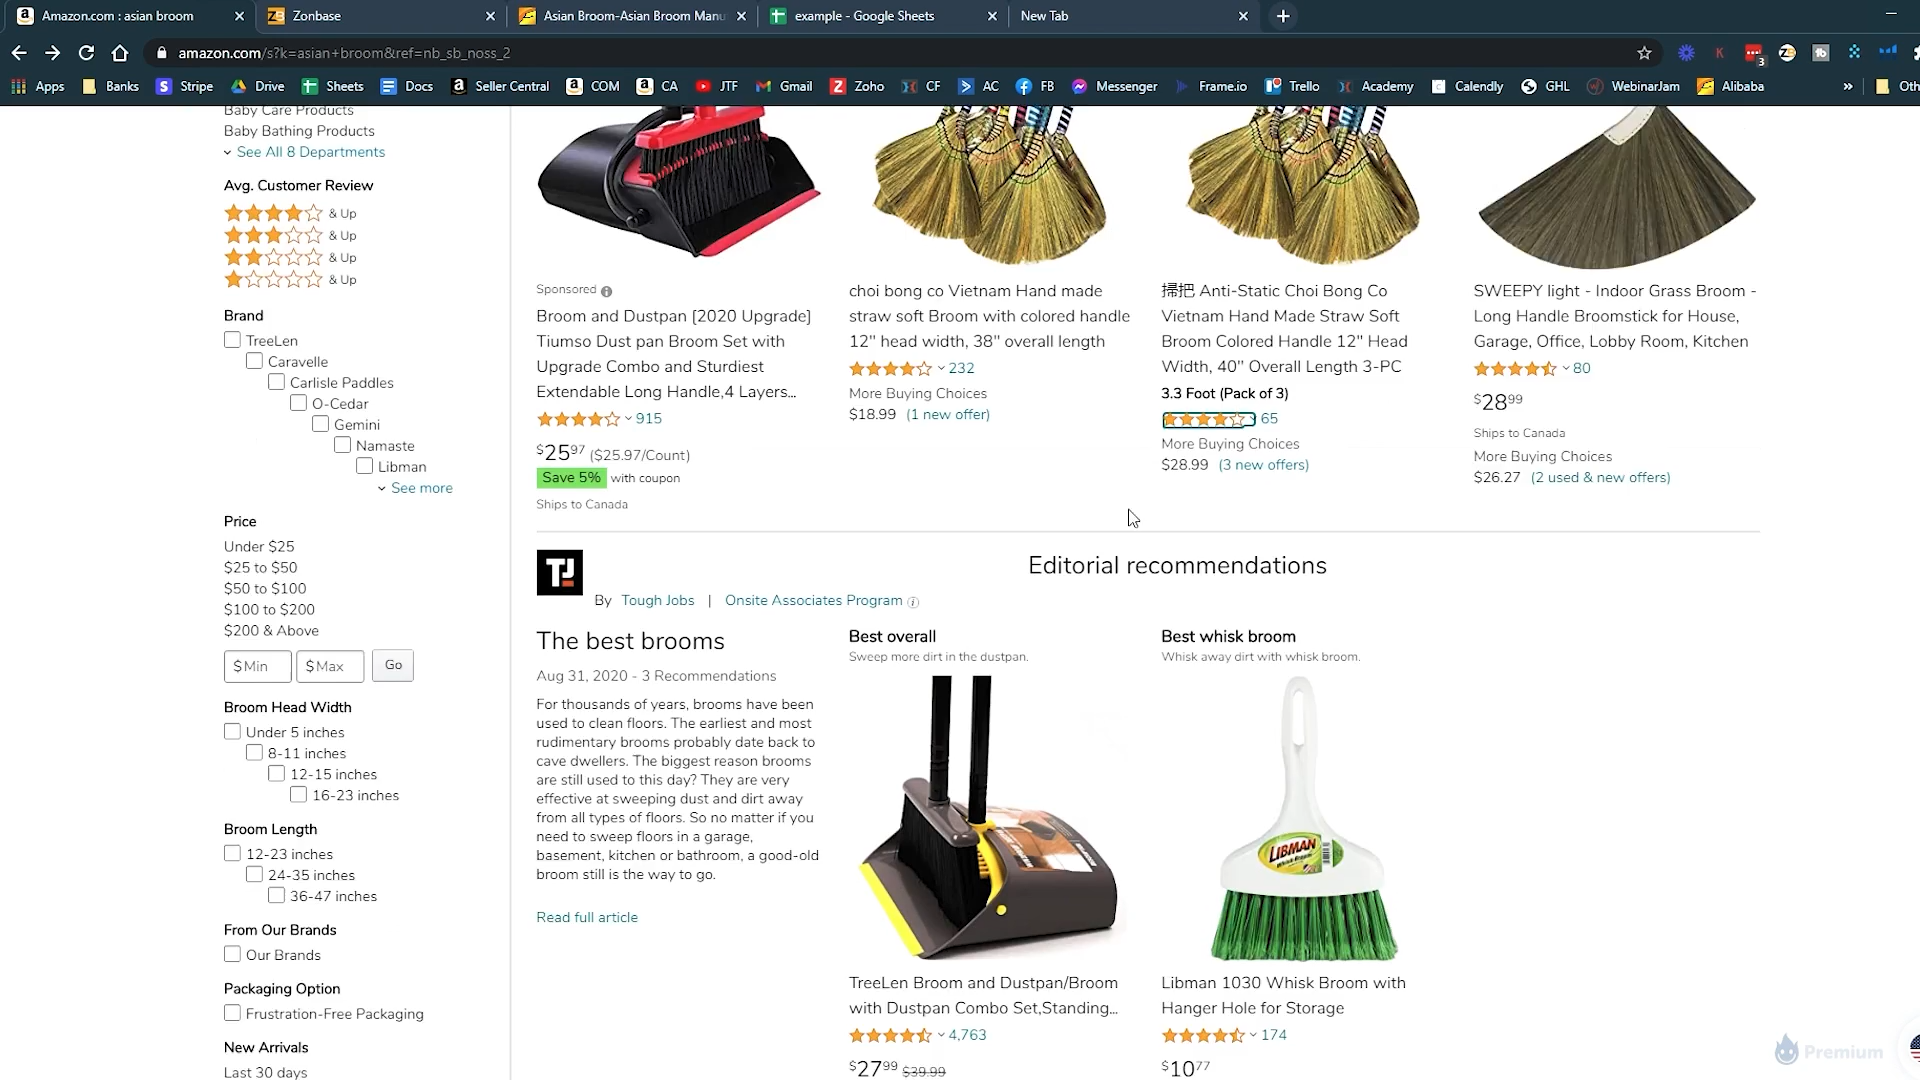 Amazon.com : asian broom
Zonbase
Asian Broom-Asian Broom Manu
example - Google Sheets
New Tab
amazon.com/s?k=asian+broom&ref=nb_sb_noss_2
Apps
Banks
Stripe
Drive
Sheets
Docs
Seller Central
COM
CA
JTF
Gmail
Zoho
CF
AC
FB
Messenger
Frame.io
Trello
Academy
Calendly
GHL
WebinarJam
Alibaba
Oth
Baby Care Products
Baby Bathing Products
See All 8 Departments
Avg. Customer Review
& Up
& Up
& Up
& Up
Brand
TreeLen
Caravelle
Carlisle Paddles
O-Cedar
Gemini
Namaste
Libman
See more
Price
Under $25
$25 to $50
$50 to $100
$100 to $200
$200 & Above
$ Min
$ Max
Go
Broom Head Width
Under 5 inches
8-11 inches
12-15 inches
16-23 inches
Broom Length
12-23 inches
24-35 inches
36-47 inches
From Our Brands
Our Brands
Packaging Option
Frustration-Free Packaging
New Arrivals
Last 30 days
Sponsored
Broom and Dustpan [2020 Upgrade]
Tiumso Dust pan Broom Set with
Upgrade Combo and Sturdiest
Extendable Long Handle,4 Layers...
915
$25.97 ($25.97/Count)
Save 5% with coupon
Ships to Canada
choi bong co Vietnam Hand made
straw soft Broom with colored handle
12" head width, 38" overall length
232
More Buying Choices
$18.99 (1 new offer)
掃把 Anti-Static Choi Bong Co
Vietnam Hand Made Straw Soft
Broom Colored Handle 12" Head
Width, 40" Overall Length 3-PC
3.3 Foot (Pack of 3)
65
More Buying Choices
$28.99 (3 new offers)
SWEEPY light - Indoor Grass Broom -
Long Handle Broomstick for House,
Garage, Office, Lobby Room, Kitchen
80
$28.99
Ships to Canada
More Buying Choices
$26.27 (2 used & new offers)
Editorial recommendations
TJ
By Tough Jobs | Onsite Associates Program
The best brooms
Aug 31, 2020 - 3 Recommendations
For thousands of years, brooms have been
used to clean floors. The earliest and most
rudimentary brooms probably date back to
cave dwellers. The biggest reason brooms
are still used to this day? They are very
effective at sweeping dust and dirt away
from all types of floors. So no matter if you
need to sweep floors in a garage,
basement, kitchen or bathroom, a good-old
broom still is the way to go.
Read full article
Best overall
Sweep more dirt in the dustpan.
TreeLen Broom and Dustpan/Broom
with Dustpan Combo Set,Standing...
4,763
$27.99 $39.99
Best whisk broom
Whisk away dirt with whisk broom.
LIBMAN
Whisk Broom
Libman 1030 Whisk Broom with
Hanger Hole for Storage
174
$10.77
Premium